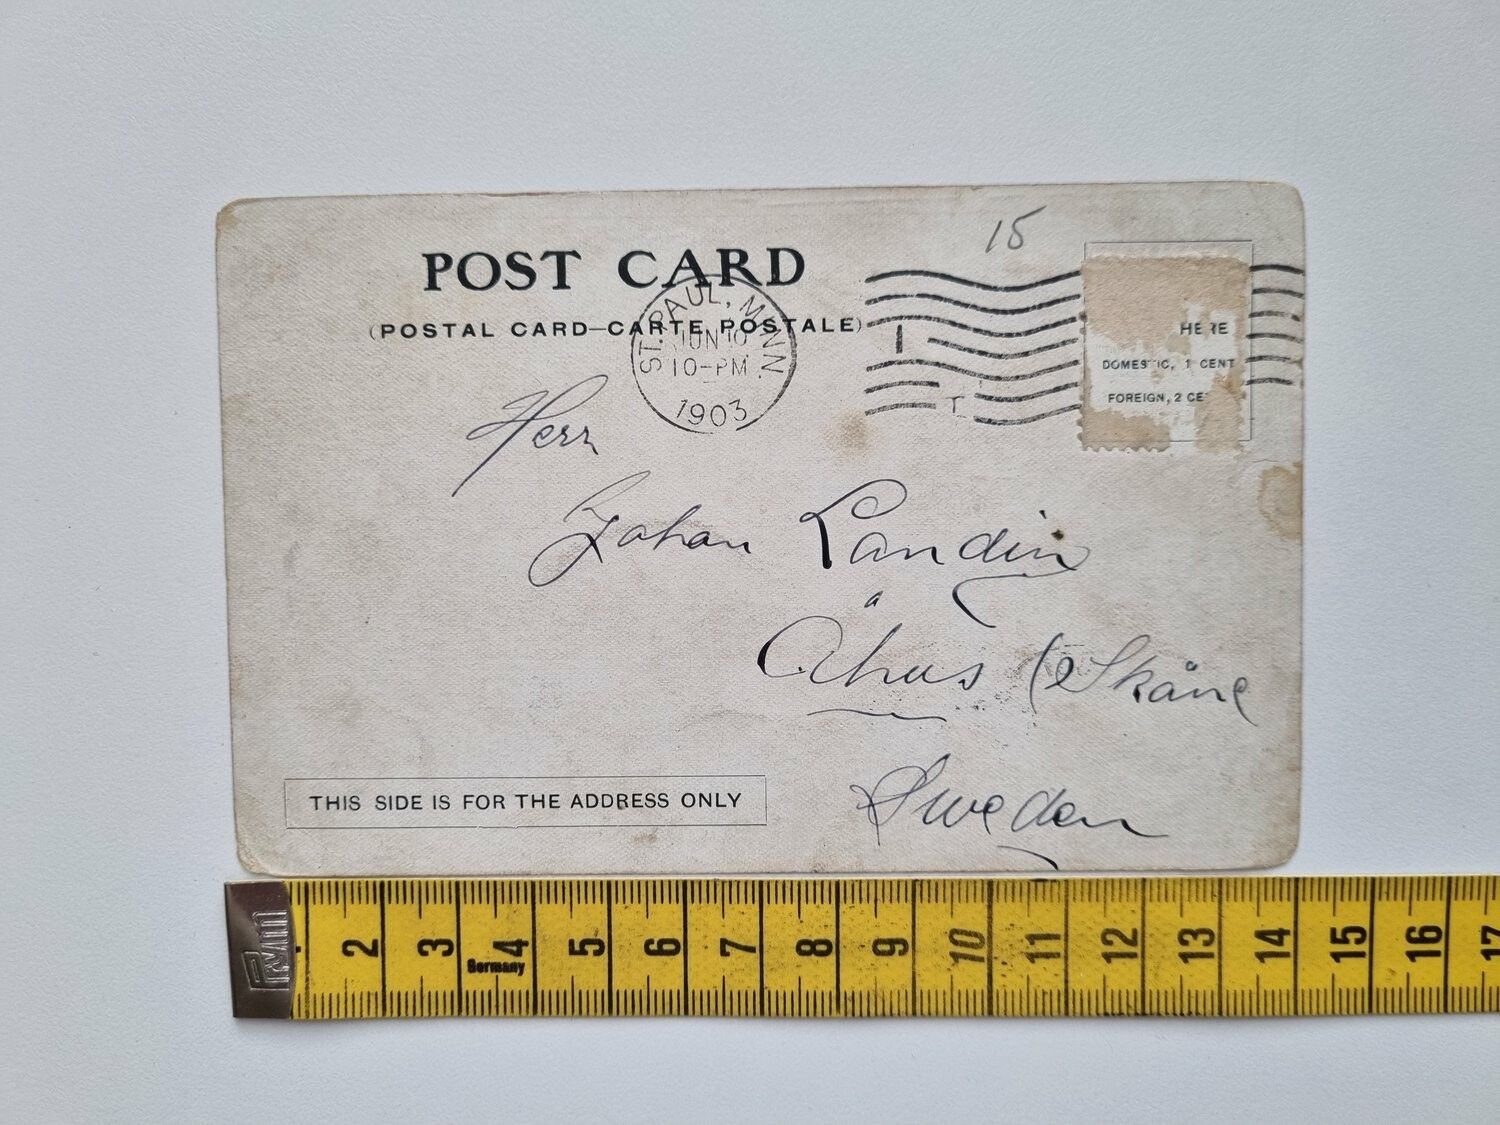 15
POST CARD
(POSTAL CARD—CARTE POSTALE)
ST. PAUL, MINN
JUN 10
10-PM
1903
I
T
HERE
DOMESTIC, 1 CENT
FOREIGN, 2 CE
Herr
Johan Landin
Åhus (Skåne
Sweden
THIS SIDE IS FOR THE ADDRESS ONLY
PRYM
2 3 4 5 6 7 8 9 10 11 12 13 14 15 16 17
Germany